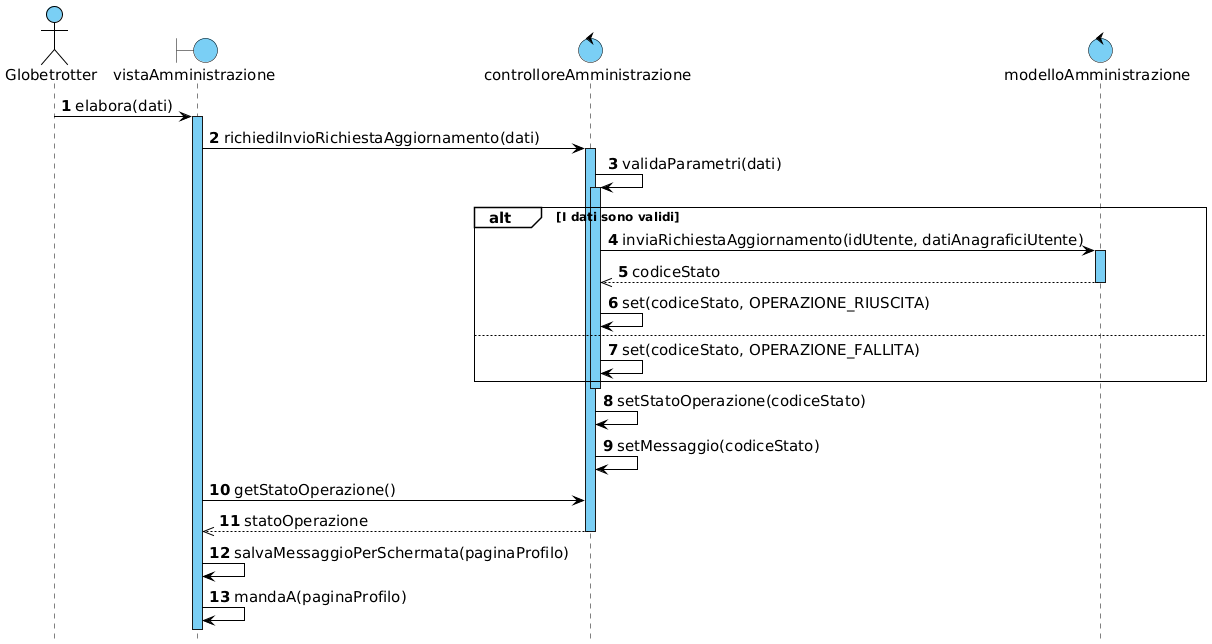 Globetrotter
vistaAmministrazione
controlloreAmministrazione
modelloAmministrazione
1 elabora(dati)
2 richiediInvioRichiestaAggiornamento(dati)
3 validaParametri(dati)
alt [I dati sono validi]
4 inviaRichiestaAggiornamento(idUtente, datiAnagraficiUtente)
5 codiceStato
6 set(codiceStato, OPERAZIONE_RIUSCITA)
7 set(codiceStato, OPERAZIONE_FALLITA)
8 setStatoOperazione(codiceStato)
9 setMessaggio(codiceStato)
10 getStatoOperazione()
11 statoOperazione
12 salvaMessaggioPerSchermata(paginaProfilo)
13 mandaA(paginaProfilo)